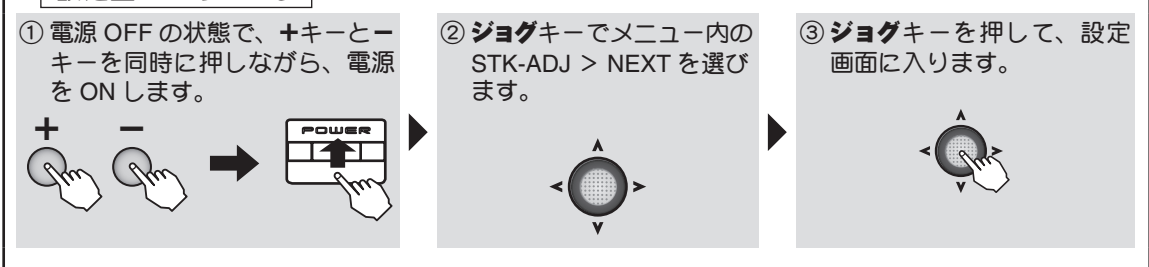 ① 電源 OFF の状態で、+キーとー
キーを同時に押しながら、電源
を ON します。
+ −
POWER
② ジョグキーでメニュー内の
STK-ADJ > NEXT を選び
ます。
③ ジョグキーを押して、設定
画面に入ります。